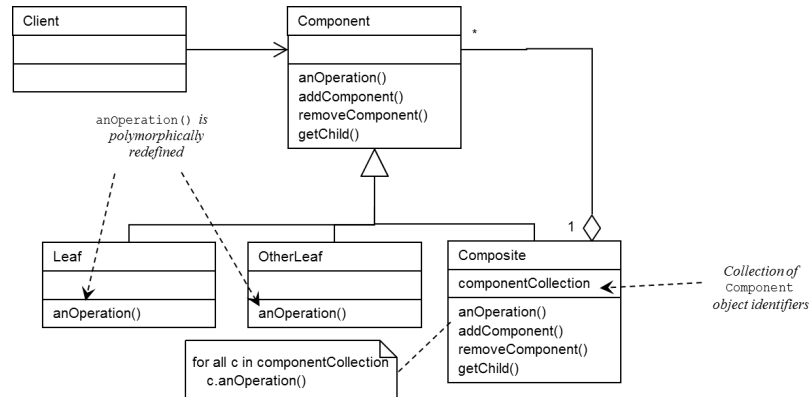 Client
Component
*
anOperation()
addComponent()
removeComponent()
getChild()
anOperation() is
polymorphically
redefined
1
Leaf
anOperation()
OtherLeaf
anOperation()
Composite
componentCollection
anOperation()
addComponent()
removeComponent()
getChild()
Collection of
Component
object identifiers
for all c in componentCollection
c.anOperation()